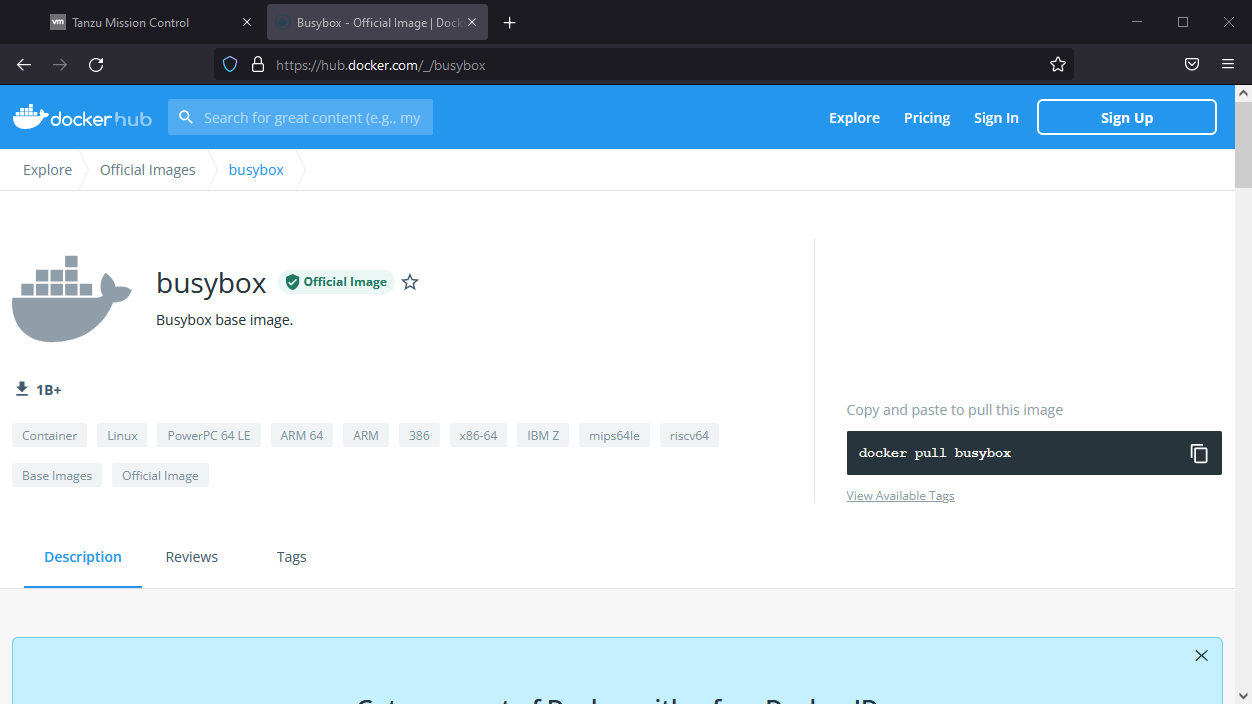 vm Tanzu Mission Control
Busybox - Official Image | Dock
https://hub.docker.com/_/busybox
docker hub
Search for great content (e.g., my
Explore Pricing Sign In Sign Up
Explore Official Images busybox
busybox Official Image
Busybox base image.
1B+
Container Linux PowerPC 64 LE ARM 64 ARM 386 x86-64 IBM Z mips64le riscv64
Base Images Official Image
Copy and paste to pull this image
docker pull busybox
View Available Tags
Description Reviews Tags